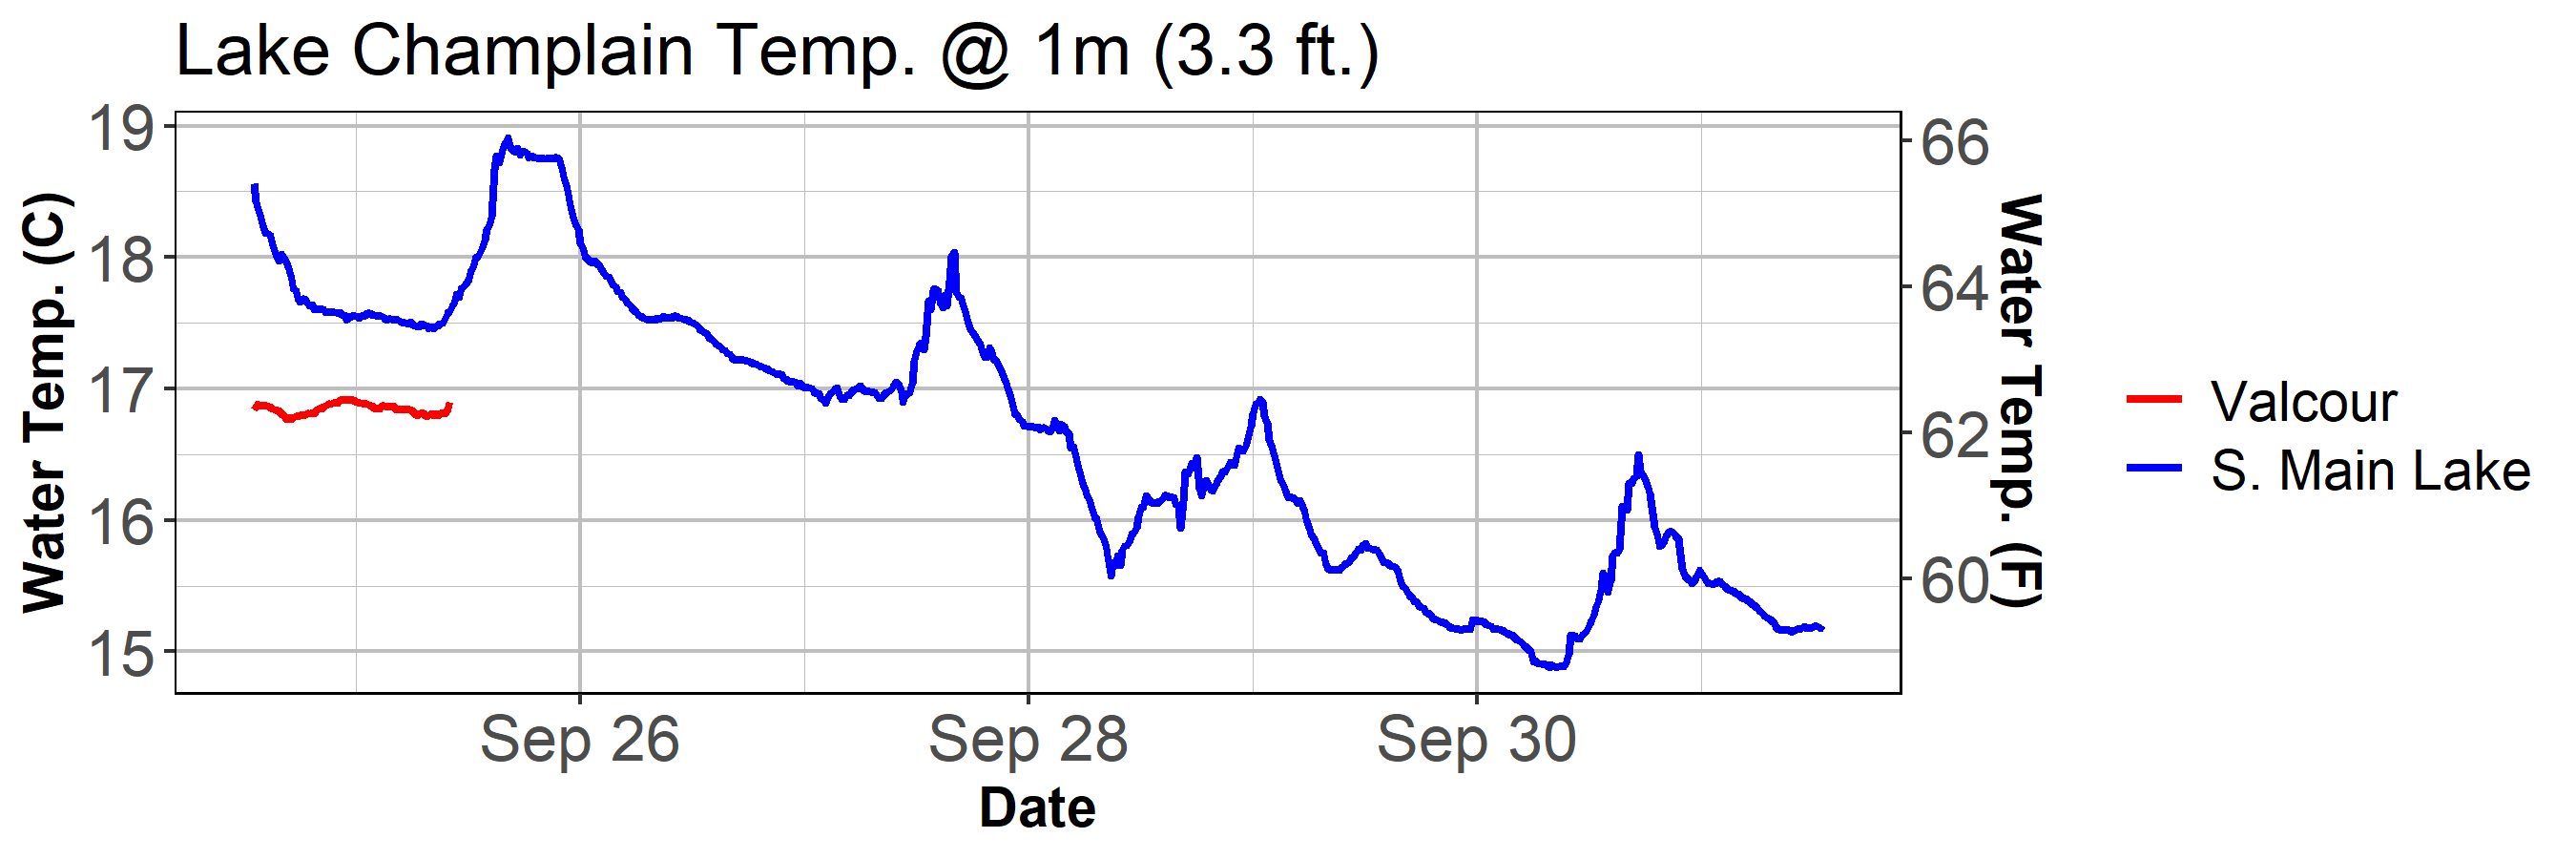 Lake Champlain Temp. @ 1m (3.3 ft.)
Water Temp. (C)
19
18
17
16
15
66
64
62
60
Water Temp. (F)
Sep 26
Sep 28
Sep 30
Date
Valcour
S. Main Lake